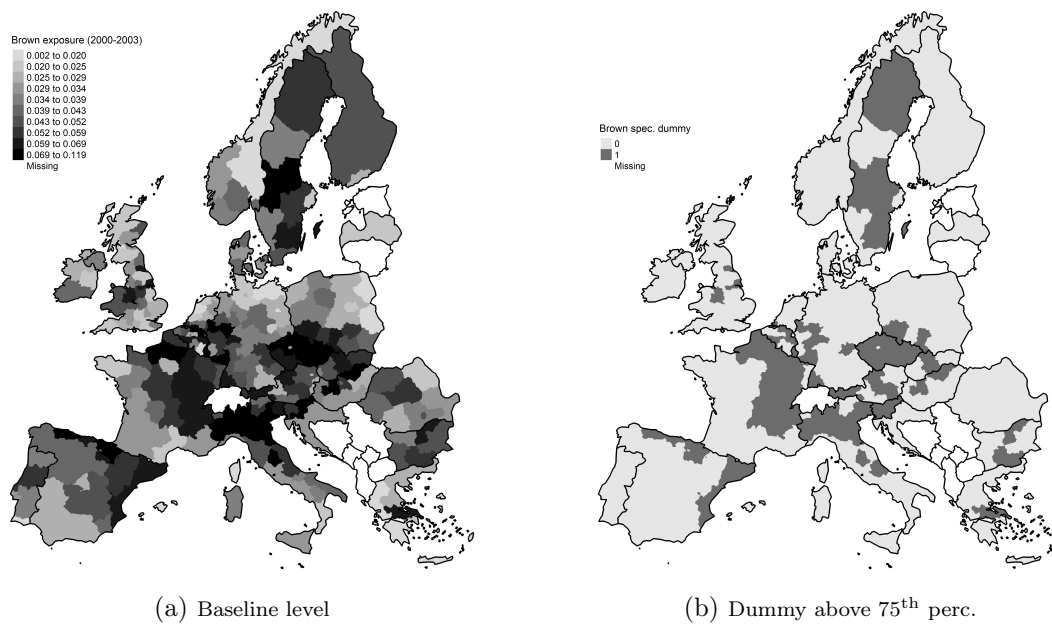 Brown exposure (2000-2003)
0.002 to 0.020
0.020 to 0.025
0.025 to 0.029
0.029 to 0.034
0.034 to 0.039
0.039 to 0.043
0.043 to 0.052
0.052 to 0.059
0.059 to 0.069
0.069 to 0.119
Missing
Brown spec. dummy
0
1
Missing
(a) Baseline level
(b) Dummy above 75th perc.